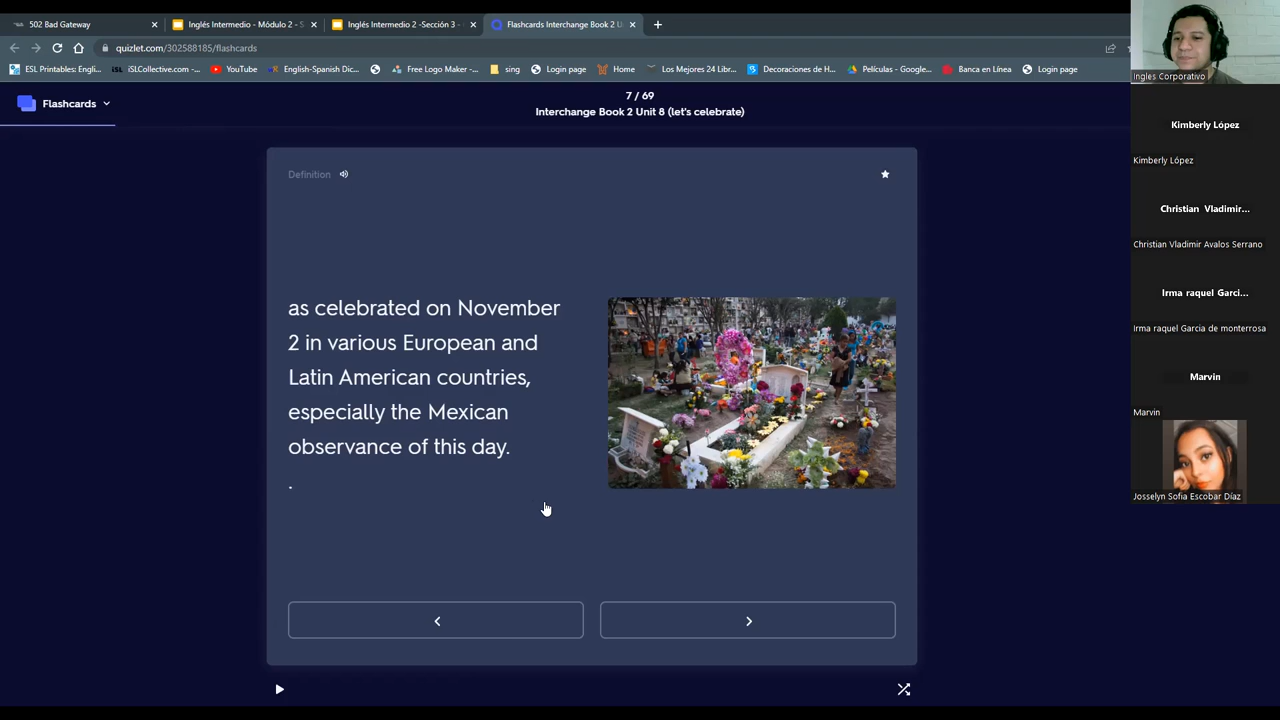 502 Bad Gateway
Inglés Intermedio - Módulo 2 - S
Inglés Intermedio 2 -Sección 3 -
Flashcards Interchange Book 2 U
quizlet.com/302588185/flashcards
ESL Printables: Engli...
iSLCollective.com -...
YouTube
English-Spanish Dic...
Free Logo Maker -...
sing
Login page
Home
Los Mejores 24 Libr...
Decoraciones de H...
Películas - Google...
Banca en Línea
Login page
Flashcards
7 / 69
Interchange Book 2 Unit 8 (let's celebrate)
Definition
as celebrated on November
2 in various European and
Latin American countries,
especially the Mexican
observance of this day.
.
Ingles Corporativo
Kimberly López
Kimberly López
Christian Vladimir...
Christian Vladimir Avalos Serrano
Irma raquel Garci...
Irma raquel Garcia de monterrosa
Marvin
Marvin
Josselyn Sofia Escobar Díaz